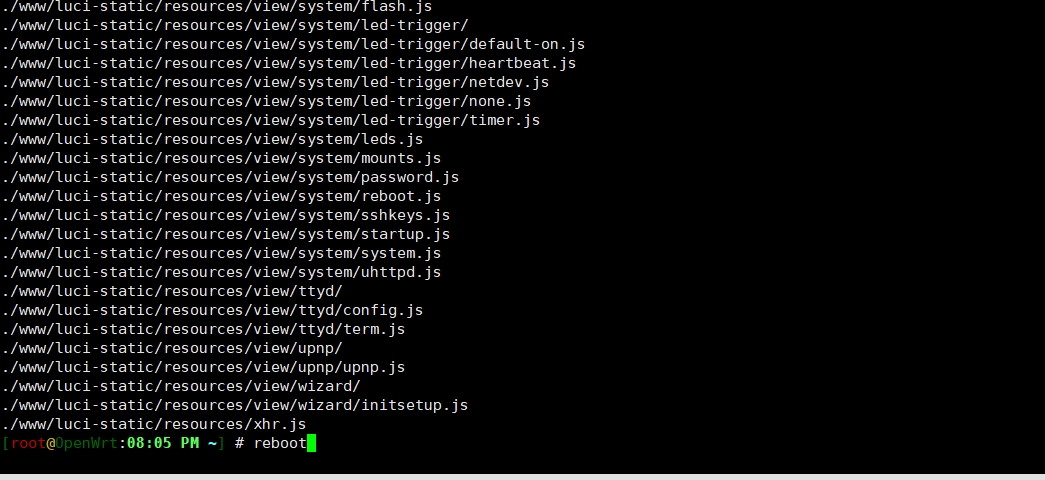 ./www/luci-static/resources/view/system/flash.js
./www/luci-static/resources/view/system/led-trigger/
./www/luci-static/resources/view/system/led-trigger/default-on.js
./www/luci-static/resources/view/system/led-trigger/heartbeat.js
./www/luci-static/resources/view/system/led-trigger/netdev.js
./www/luci-static/resources/view/system/led-trigger/none.js
./www/luci-static/resources/view/system/led-trigger/timer.js
./www/luci-static/resources/view/system/leds.js
./www/luci-static/resources/view/system/mounts.js
./www/luci-static/resources/view/system/password.js
./www/luci-static/resources/view/system/reboot.js
./www/luci-static/resources/view/system/sshkeys.js
./www/luci-static/resources/view/system/startup.js
./www/luci-static/resources/view/system/system.js
./www/luci-static/resources/view/system/uhttpd.js
./www/luci-static/resources/view/ttyd/
./www/luci-static/resources/view/ttyd/config.js
./www/luci-static/resources/view/ttyd/term.js
./www/luci-static/resources/view/upnp/
./www/luci-static/resources/view/upnp/upnp.js
./www/luci-static/resources/view/wizard/
./www/luci-static/resources/view/wizard/initsetup.js
./www/luci-static/resources/xhr.js
[root@OpenWrt:08:05 PM ~] # reboot